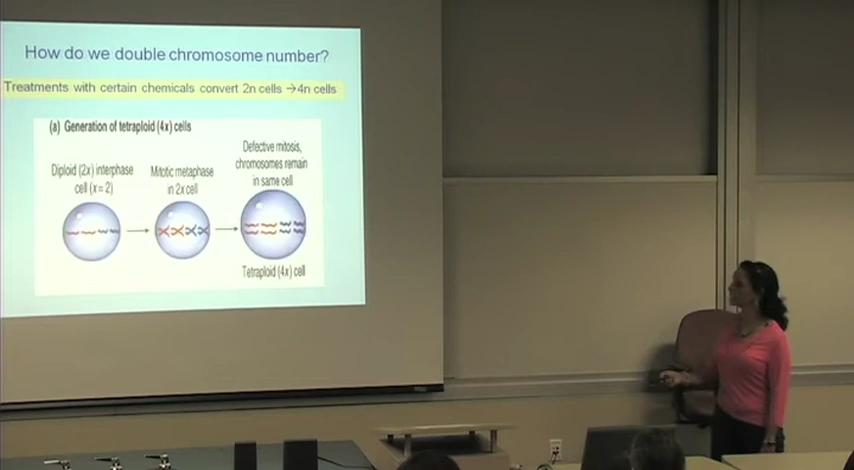 How do we double chromosome number?
Treatments with certain chemicals convert 2n cells →4n cells
(a) Generation of tetraploid (4x) cells
Diploid (2x) interphase
cell (x = 2)
Mitotic metaphase
in 2x cell
Defective mitosis,
chromosomes remain
in same cell
Tetraploid (4x) cell